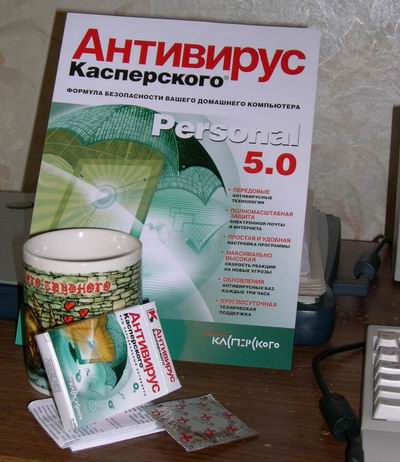 Антивирус
Касперского®
ФОРМУЛА БЕЗОПАСНОСТИ ВАШЕГО ДОМАШНЕГО КОМПЬЮТЕРА
Personal
5.0
ПЕРЕДОВЫЕ
АНТИВИРУСНЫЕ
ТЕХНОЛОГИИ
ПОЛНОМАСШТАБНАЯ
ЗАЩИТА
ЭЛЕКТРОННОЙ ПОЧТЫ
И ИНТЕРНЕТА
ПРОСТАЯ И УДОБНАЯ
НАСТРОЙКА ПРОГРАММЫ
МАКСИМАЛЬНО
ВЫСОКАЯ
СКОРОСТЬ РЕАКЦИИ
НА НОВЫЕ УГРОЗЫ
ОБНОВЛЕНИЯ
АНТИВИРУСНЫХ БАЗ
КАЖДЫЕ ТРИ ЧАСА
КРУГЛОСУТОЧНАЯ
ТЕХНИЧЕСКАЯ
ПОДДЕРЖКА
КАСПЕРСКОГО
Антивирус
Касперского